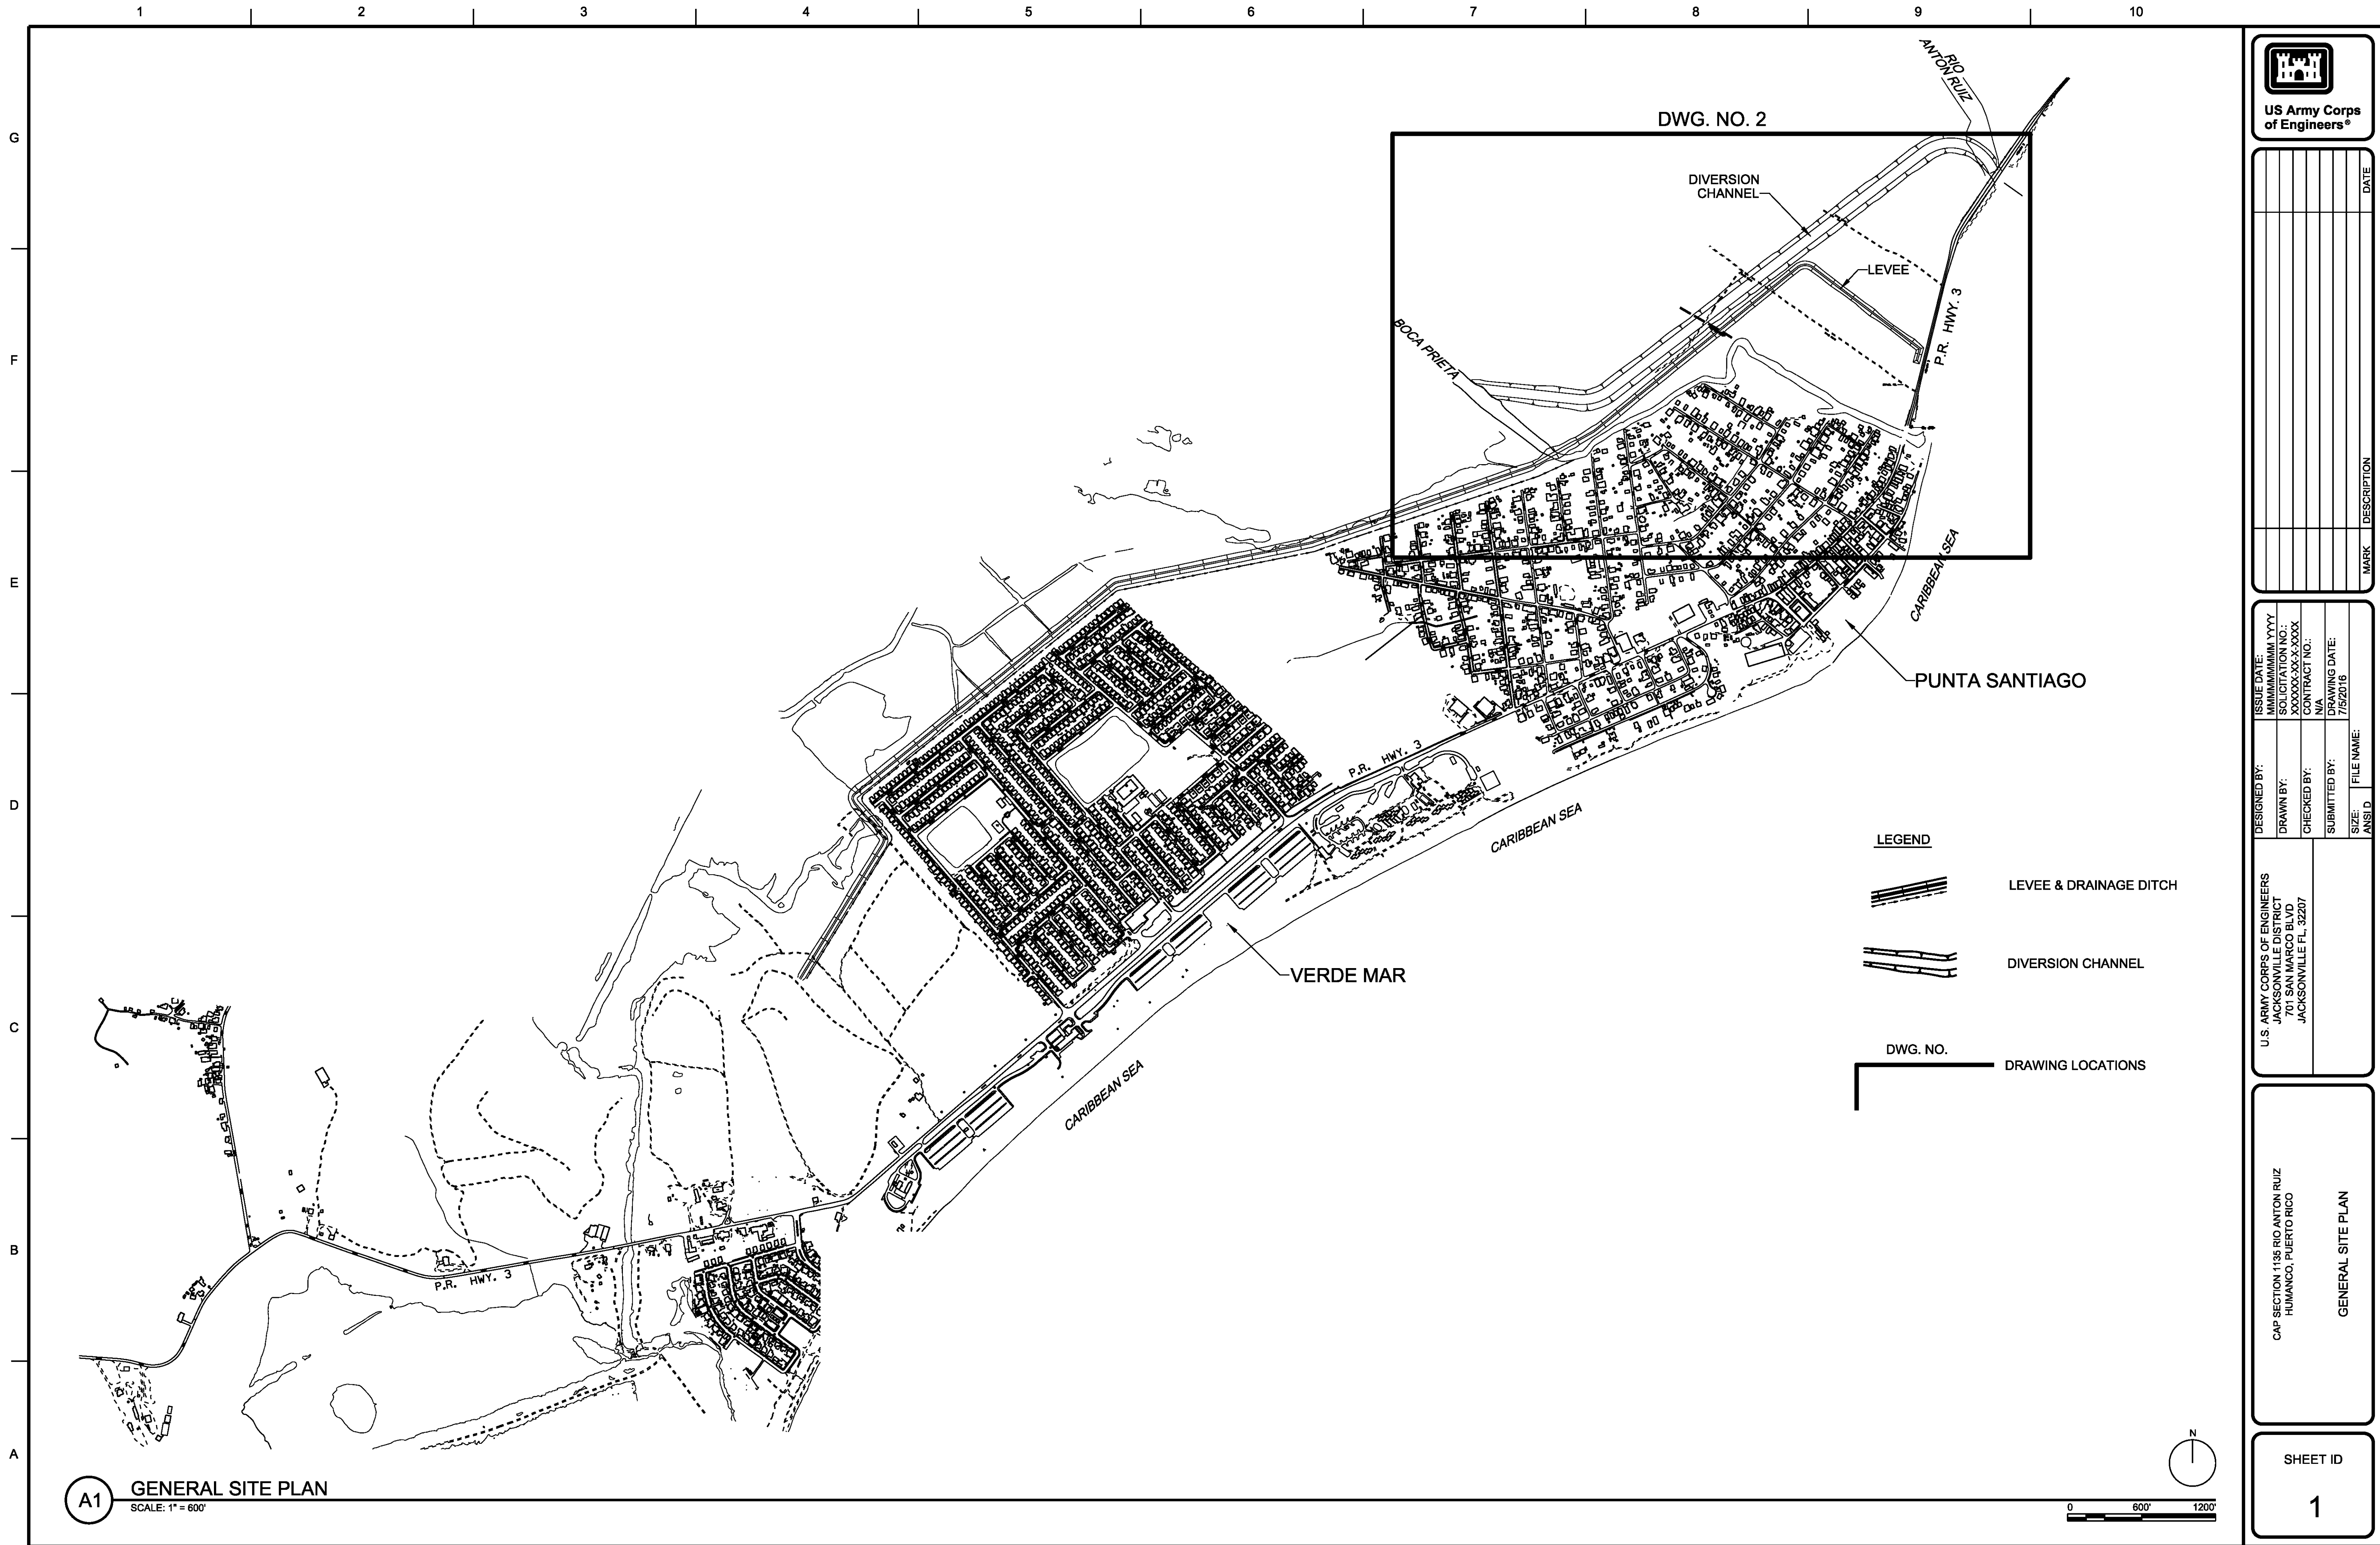 1 2 3 4 5 6 7 8 9 10
G
F
E
D
C
B
A
RIO
ANTON RUIZ
DWG. NO. 2
DIVERSION
CHANNEL
LEVEE
P.R. HWY. 3
BOCA PRIETA
CARIBBEAN SEA
PUNTA SANTIAGO
P.R. HWY. 3
CARIBBEAN SEA
VERDE MAR
CARIBBEAN SEA
P.R. HWY. 3
LEGEND
LEVEE & DRAINAGE DITCH
DIVERSION CHANNEL
DWG. NO.
DRAWING LOCATIONS
A1
GENERAL SITE PLAN
SCALE: 1" = 600'
N
0 600' 1200'
US Army Corps
of Engineers®
MARK
DESCRIPTION
DATE
DESIGNED BY:
ISSUE DATE:
MMMMMMMM YYYY
DRAWN BY:
SOLICITATION NO.:
XXXXX-XX-X-XXXX
CHECKED BY:
CONTRACT NO.:
N/A
SUBMITTED BY:
DRAWING DATE:
7/5/2016
SIZE:
ANSI D
FILE NAME:
U.S. ARMY CORPS OF ENGINEERS
JACKSONVILLE DISTRICT
701 SAN MARCO BLVD
JACKSONVILLE FL, 32207
CAP SECTION 1135 RIO ANTON RUIZ
HUMANCO, PUERTO RICO
GENERAL SITE PLAN
SHEET ID
1